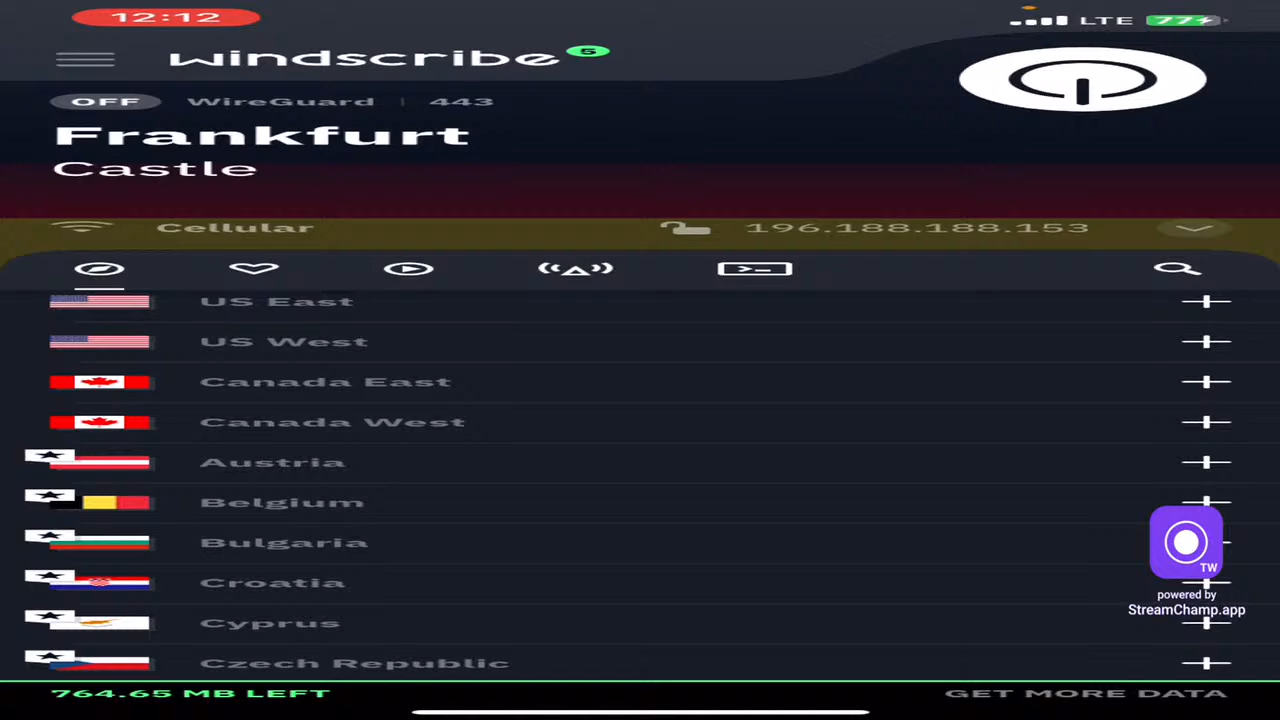 12:12 LTE 77
windscribe 5
OFF WireGuard | 443
Frankfurt
Castle
Cellular 196.188.188.153
US East
US West
Canada East
Canada West
Austria
Belgium
Bulgaria
Croatia
Cyprus
Czech Republic
TW
powered by
StreamChamp.app
764.65 MB LEFT GET MORE DATA